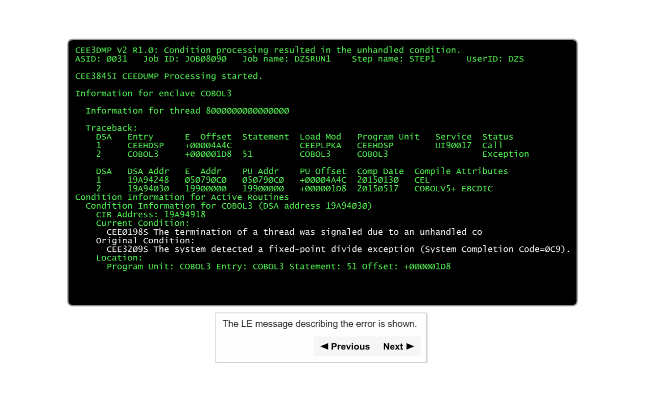 CEE3DMP V2 R1.0: Condition processing resulted in the unhandled condition.
ASID: 0031 Job ID: JOB08090 Job name: DZSRUN1 Step name: STEP1 UserID: DZS
CEE3845I CEEDUMP Processing started.
Information for enclave COBOL3
Information for thread 8000000000000000
Traceback:
DSA Entry E Offset Statement Load Mod Program Unit Service Status
1 CEEHDSP +00004A4C CEEPLPKA CEEHDSP UI90017 Call
2 COBOL3 +000001D8 51 COBOL3 COBOL3 Exception
DSA DSA Addr E Addr PU Addr PU Offset Comp Date Compile Attributes
1 19A94248 050790C0 050790C0 +00004A4C 20150130 CEL
2 19A94030 19900000 19900000 +000001D8 20150517 COBOLV5+ EBCDIC
Condition Information for Active Routines
Condition Information for COBOL3 (DSA address 19A94030)
CIB Address: 19A94918
Current Condition:
CEE0198S The termination of a thread was signaled due to an unhandled co
Original Condition:
CEE3209S The system detected a fixed-point divide exception (System Completion Code=0C9).
Location:
Program Unit: COBOL3 Entry: COBOL3 Statement: 51 Offset: +000001D8
The LE message describing the error is shown.
◀ Previous Next ▶